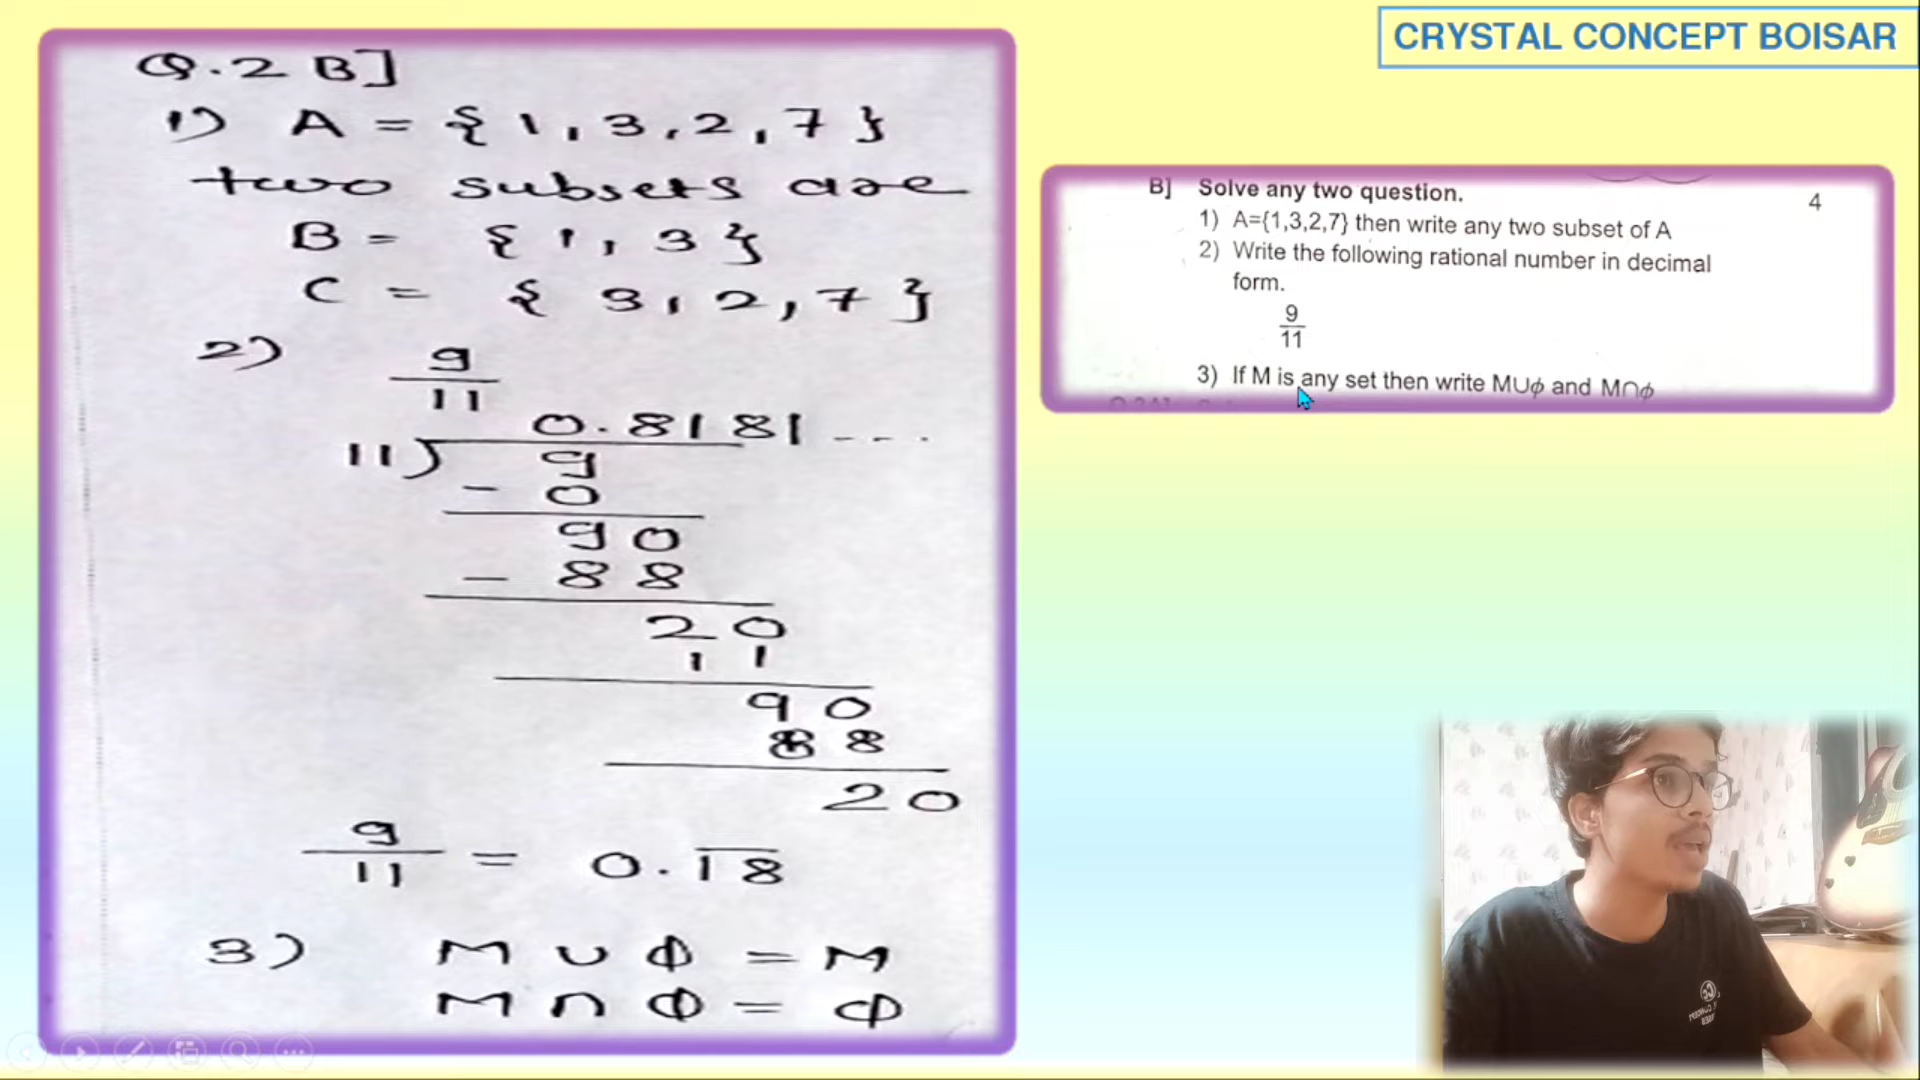 CRYSTAL CONCEPT BOISAR
Q.2 B]
1) A = { 1, 3, 2, 7 }
two subsets are
B = { 1, 3 }
C = { 3, 2, 7 }
2) 9
11
0.8181 ....
11) 9
- 0
90
- 88
20
11
90
88
20
9/11 = 0.1̅8̅
3) M ∪ ϕ = M
M ∩ ϕ = ϕ
B] Solve any two question. 4
1) A={1,3,2,7} then write any two subset of A
2) Write the following rational number in decimal
form.
9
11
3) If M is any set then write M∪ϕ and M∩ϕ